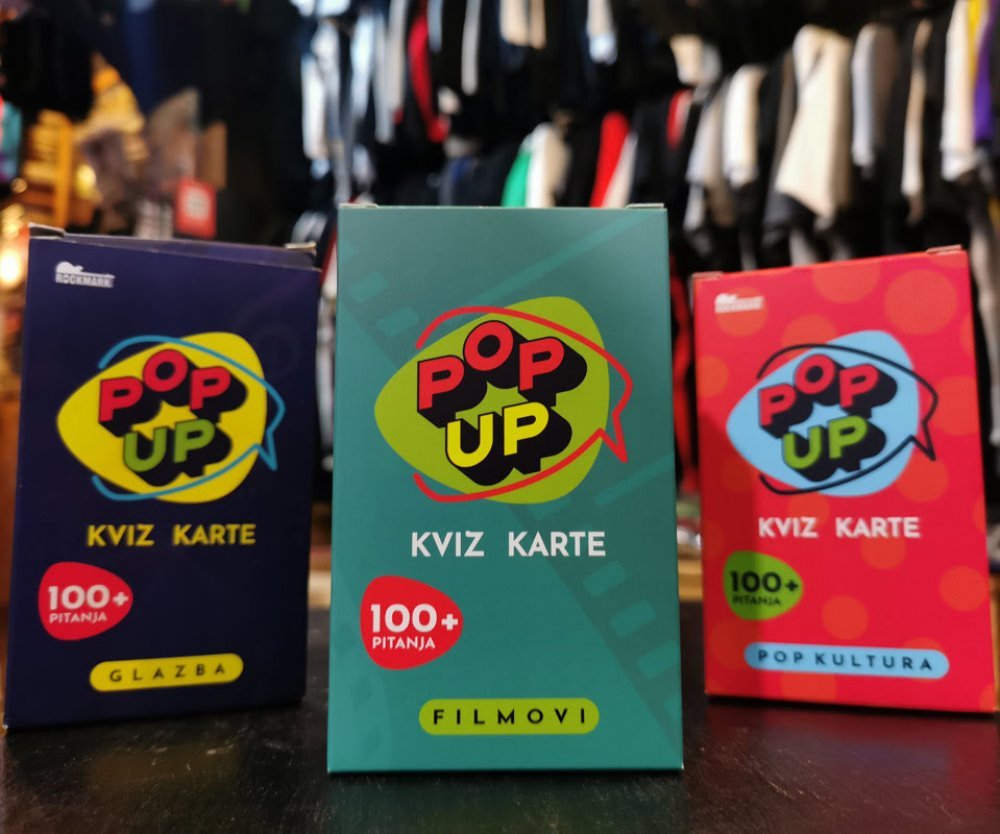 ROCKMARK
POP
UP
KVIZ KARTE
100+
PITANJA
GLAZBA
POP
UP
KVIZ KARTE
100+
PITANJA
FILMOVI
POP
UP
KVIZ KARTE
100+
PITANJA
POP KULTURA